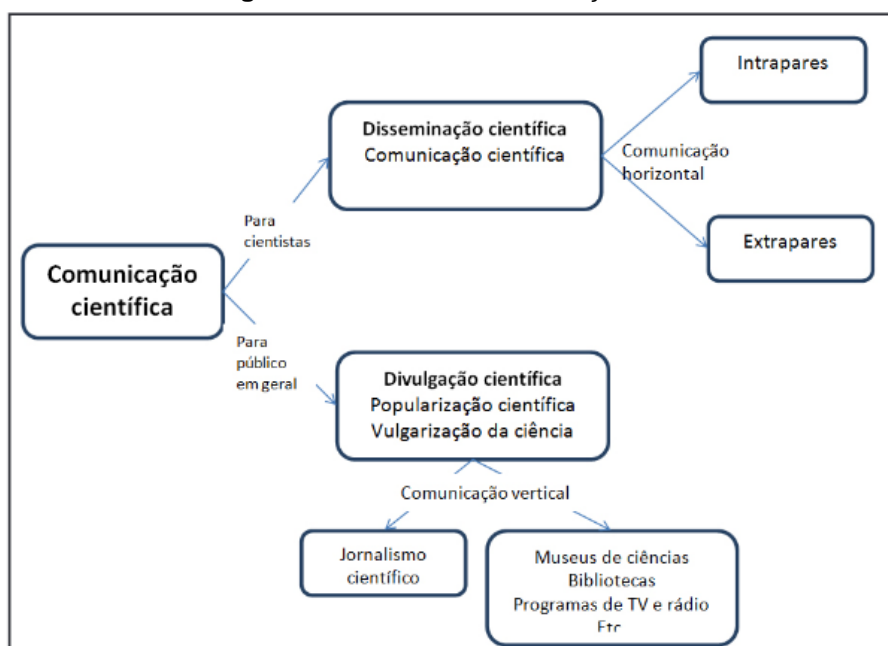 Intrapares
Disseminação científica
Comunicação científica
Comunicação
horizontal
Para
cientistas
Extrapares
Comunicação
científica
Para
público
em geral
Divulgação científica
Popularização científica
Vulgarização da ciência
Comunicação vertical
Jornalismo
científico
Museus de ciências
Bibliotecas
Programas de TV e rádio
Etc